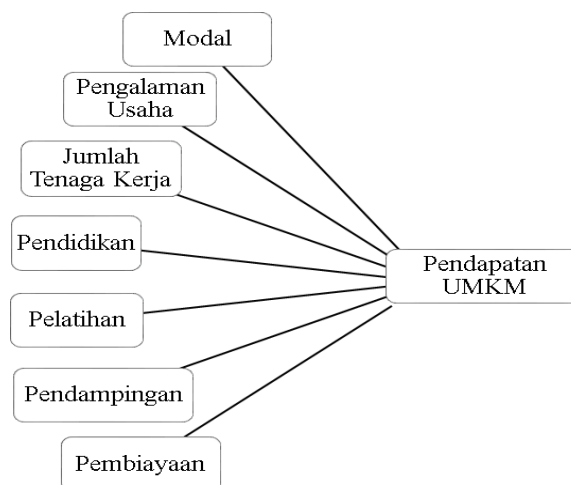 Modal
Pengalaman
Usaha
Jumlah
Tenaga Kerja
Pendidikan
Pelatihan
Pendampingan
Pembiayaan
Pendapatan
UMKM